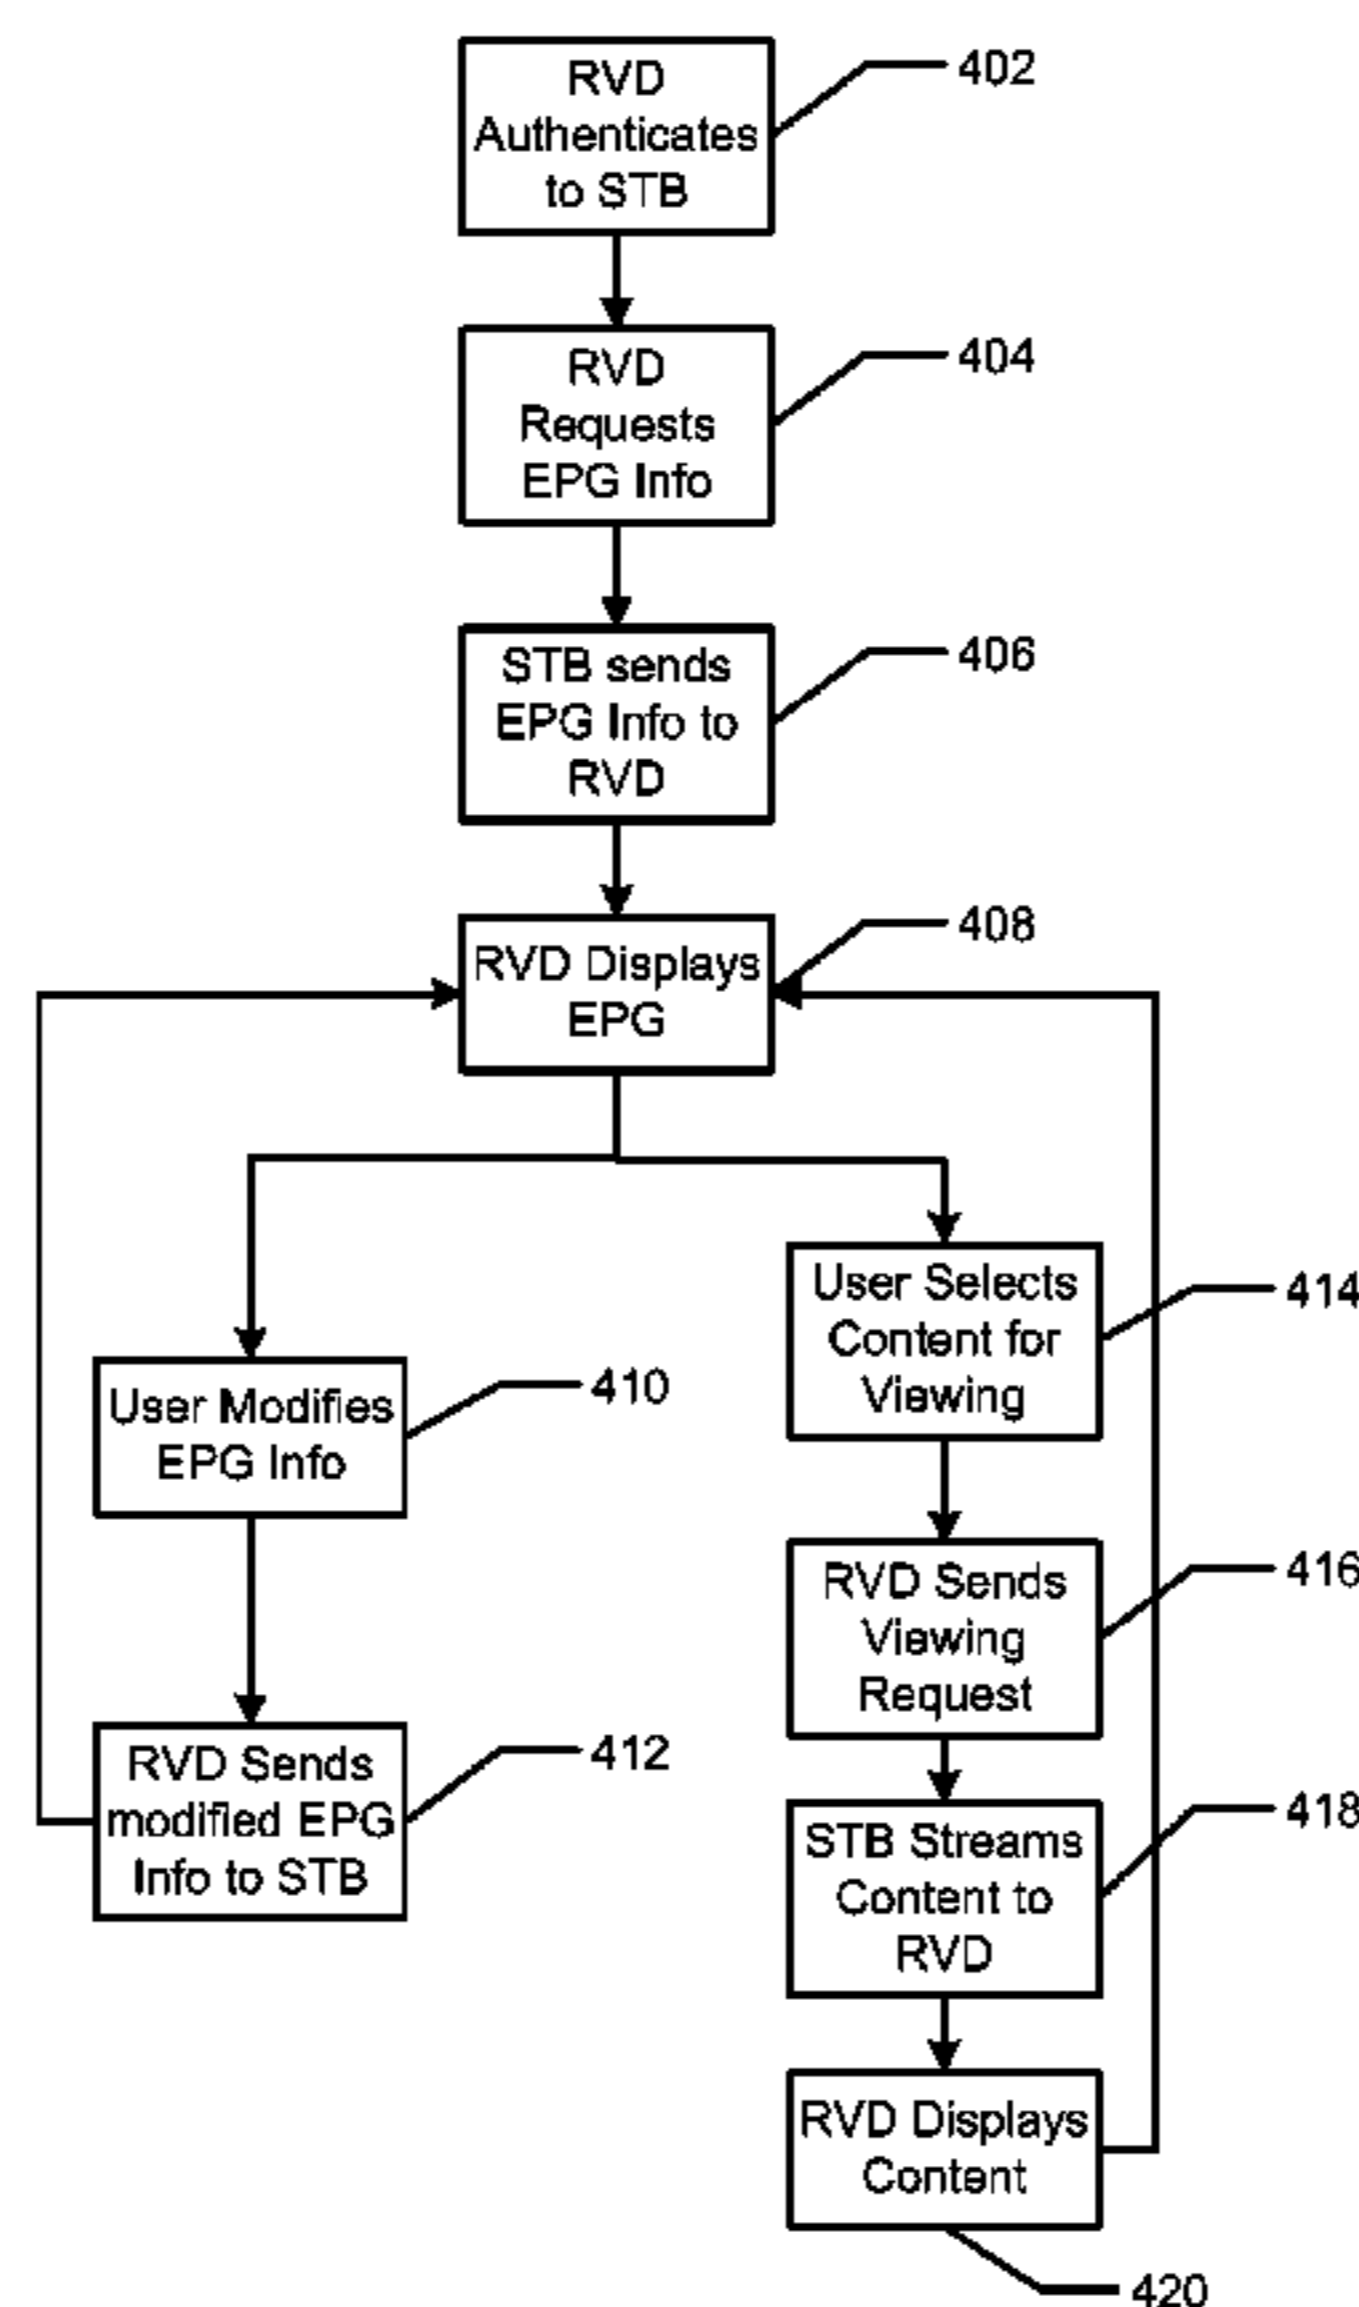 RVD
Authenticates
to STB
402
RVD
Requests
EPG Info
404
STB sends
EPG Info to
RVD
406
RVD Displays
EPG
408
User Modifies
EPG Info
410
RVD Sends
modified EPG
Info to STB
412
User Selects
Content for
Viewing
414
RVD Sends
Viewing
Request
416
STB Streams
Content to
RVD
418
RVD Displays
Content
420